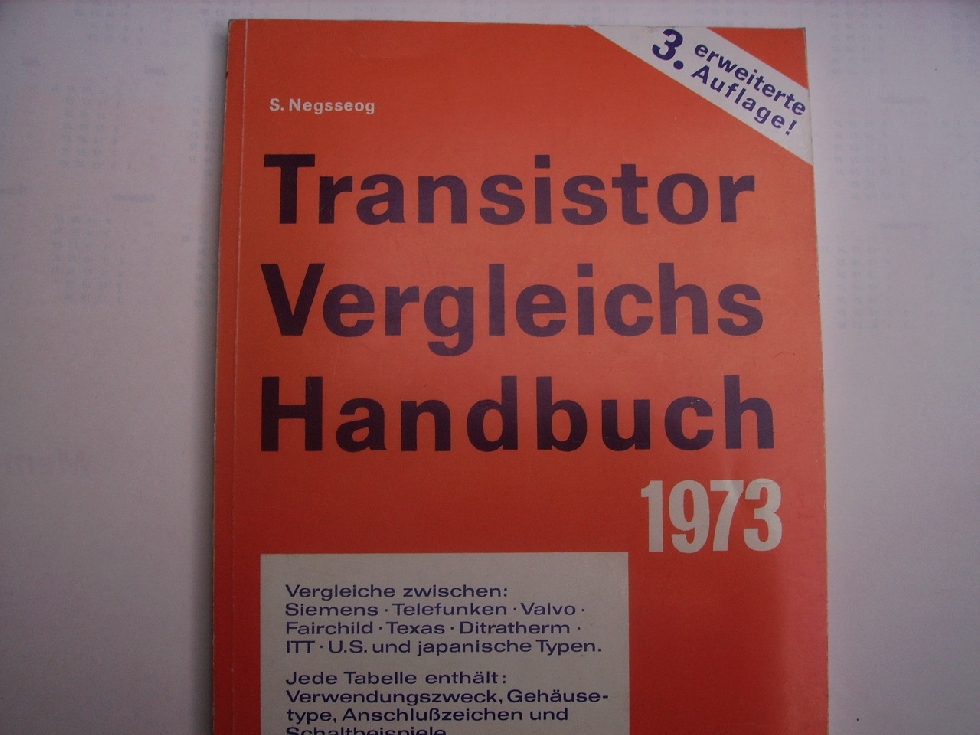 3. erweiterte
Auflage!
S. Negsseog
Transistor
Vergleichs
Handbuch
1973
Vergleiche zwischen:
Siemens · Telefunken · Valvo ·
Fairchild · Texas · Ditratherm ·
ITT · U.S. und japanische Typen.
Jede Tabelle enthält:
Verwendungszweck, Gehäuse-
type, Anschlußzeichen und
Schaltbeispiele